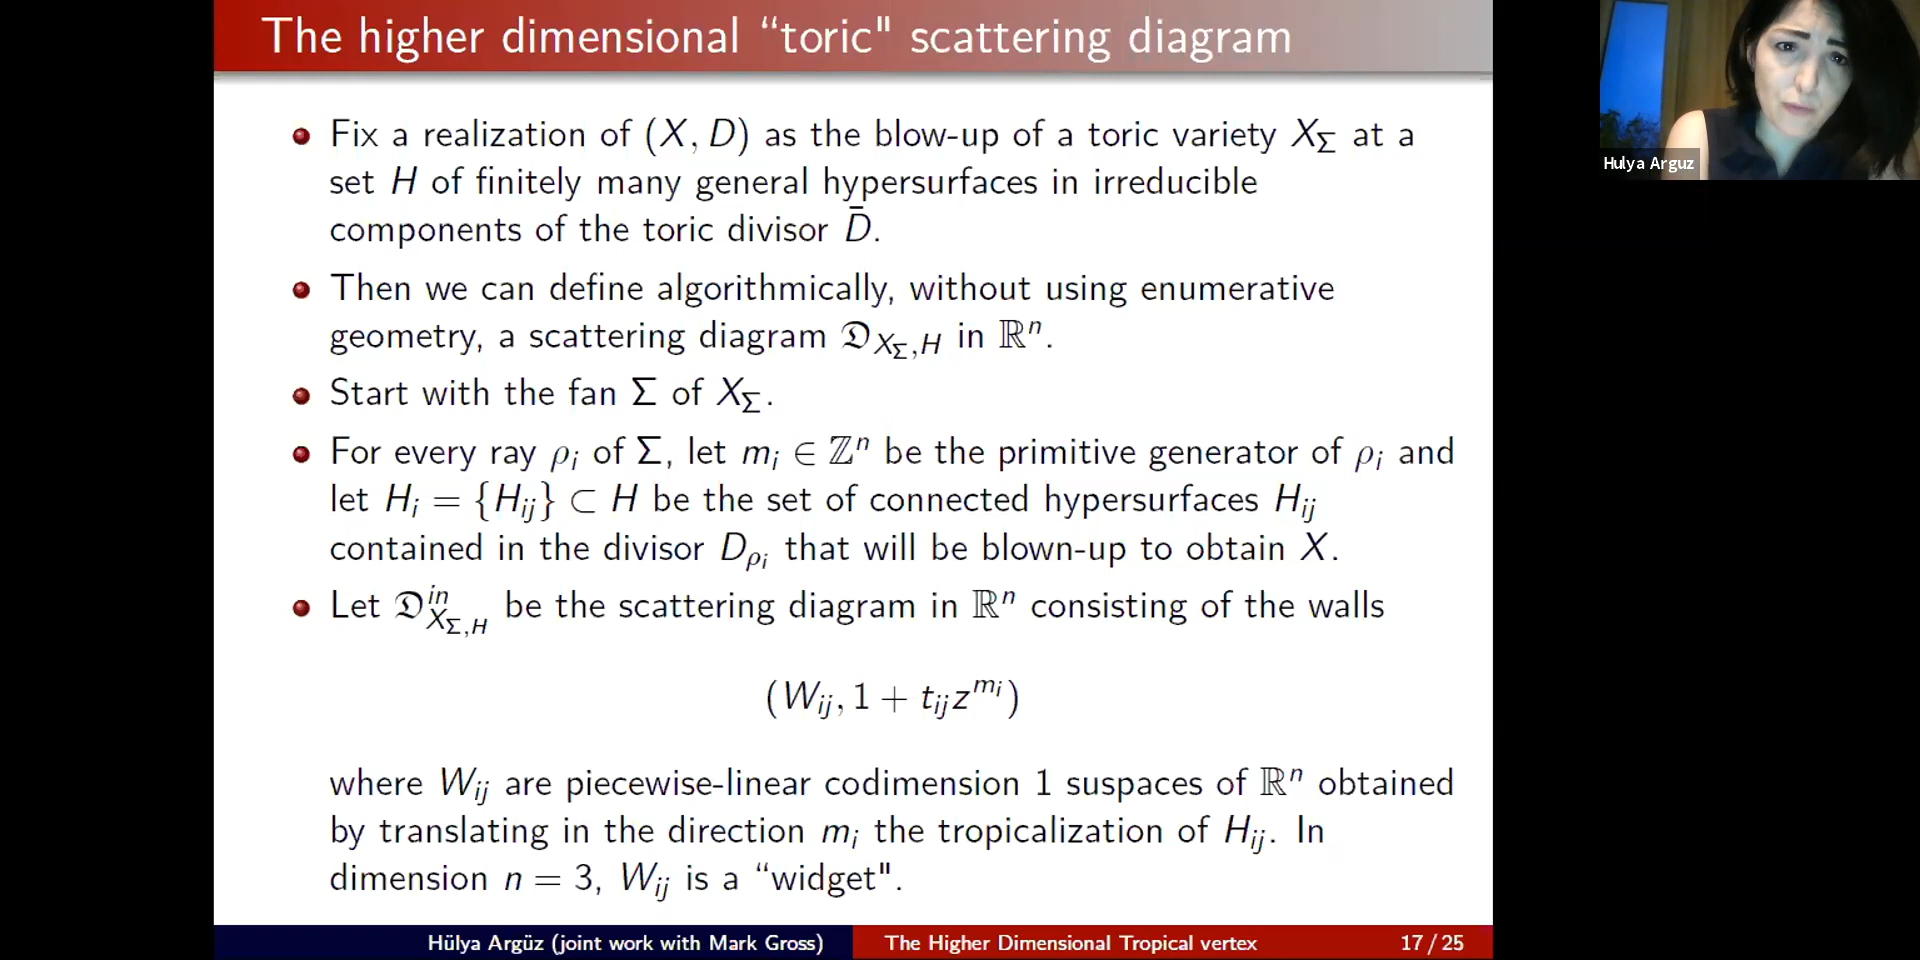 The higher dimensional “toric" scattering diagram
Fix a realization of (X, D) as the blow-up of a toric variety X_Σ at a
set H of finitely many general hypersurfaces in irreducible
components of the toric divisor D̄.
Then we can define algorithmically, without using enumerative
geometry, a scattering diagram 𝔇_{X_Σ,H} in ℝⁿ.
Start with the fan Σ of X_Σ.
For every ray ρ_i of Σ, let m_i ∈ ℤⁿ be the primitive generator of ρ_i and
let H_i = {H_{ij}} ⊂ H be the set of connected hypersurfaces H_{ij}
contained in the divisor D_{ρ_i} that will be blown-up to obtain X.
Let 𝔇^{in}_{X_Σ,H} be the scattering diagram in ℝⁿ consisting of the walls
(W_{ij}, 1 + t_{ij}z^{m_i})
where W_{ij} are piecewise-linear codimension 1 suspaces of ℝⁿ obtained
by translating in the direction m_i the tropicalization of H_{ij}. In
dimension n = 3, W_{ij} is a “widget".
Hülya Argüz (joint work with Mark Gross)
The Higher Dimensional Tropical vertex
17 / 25
Hulya Arguz